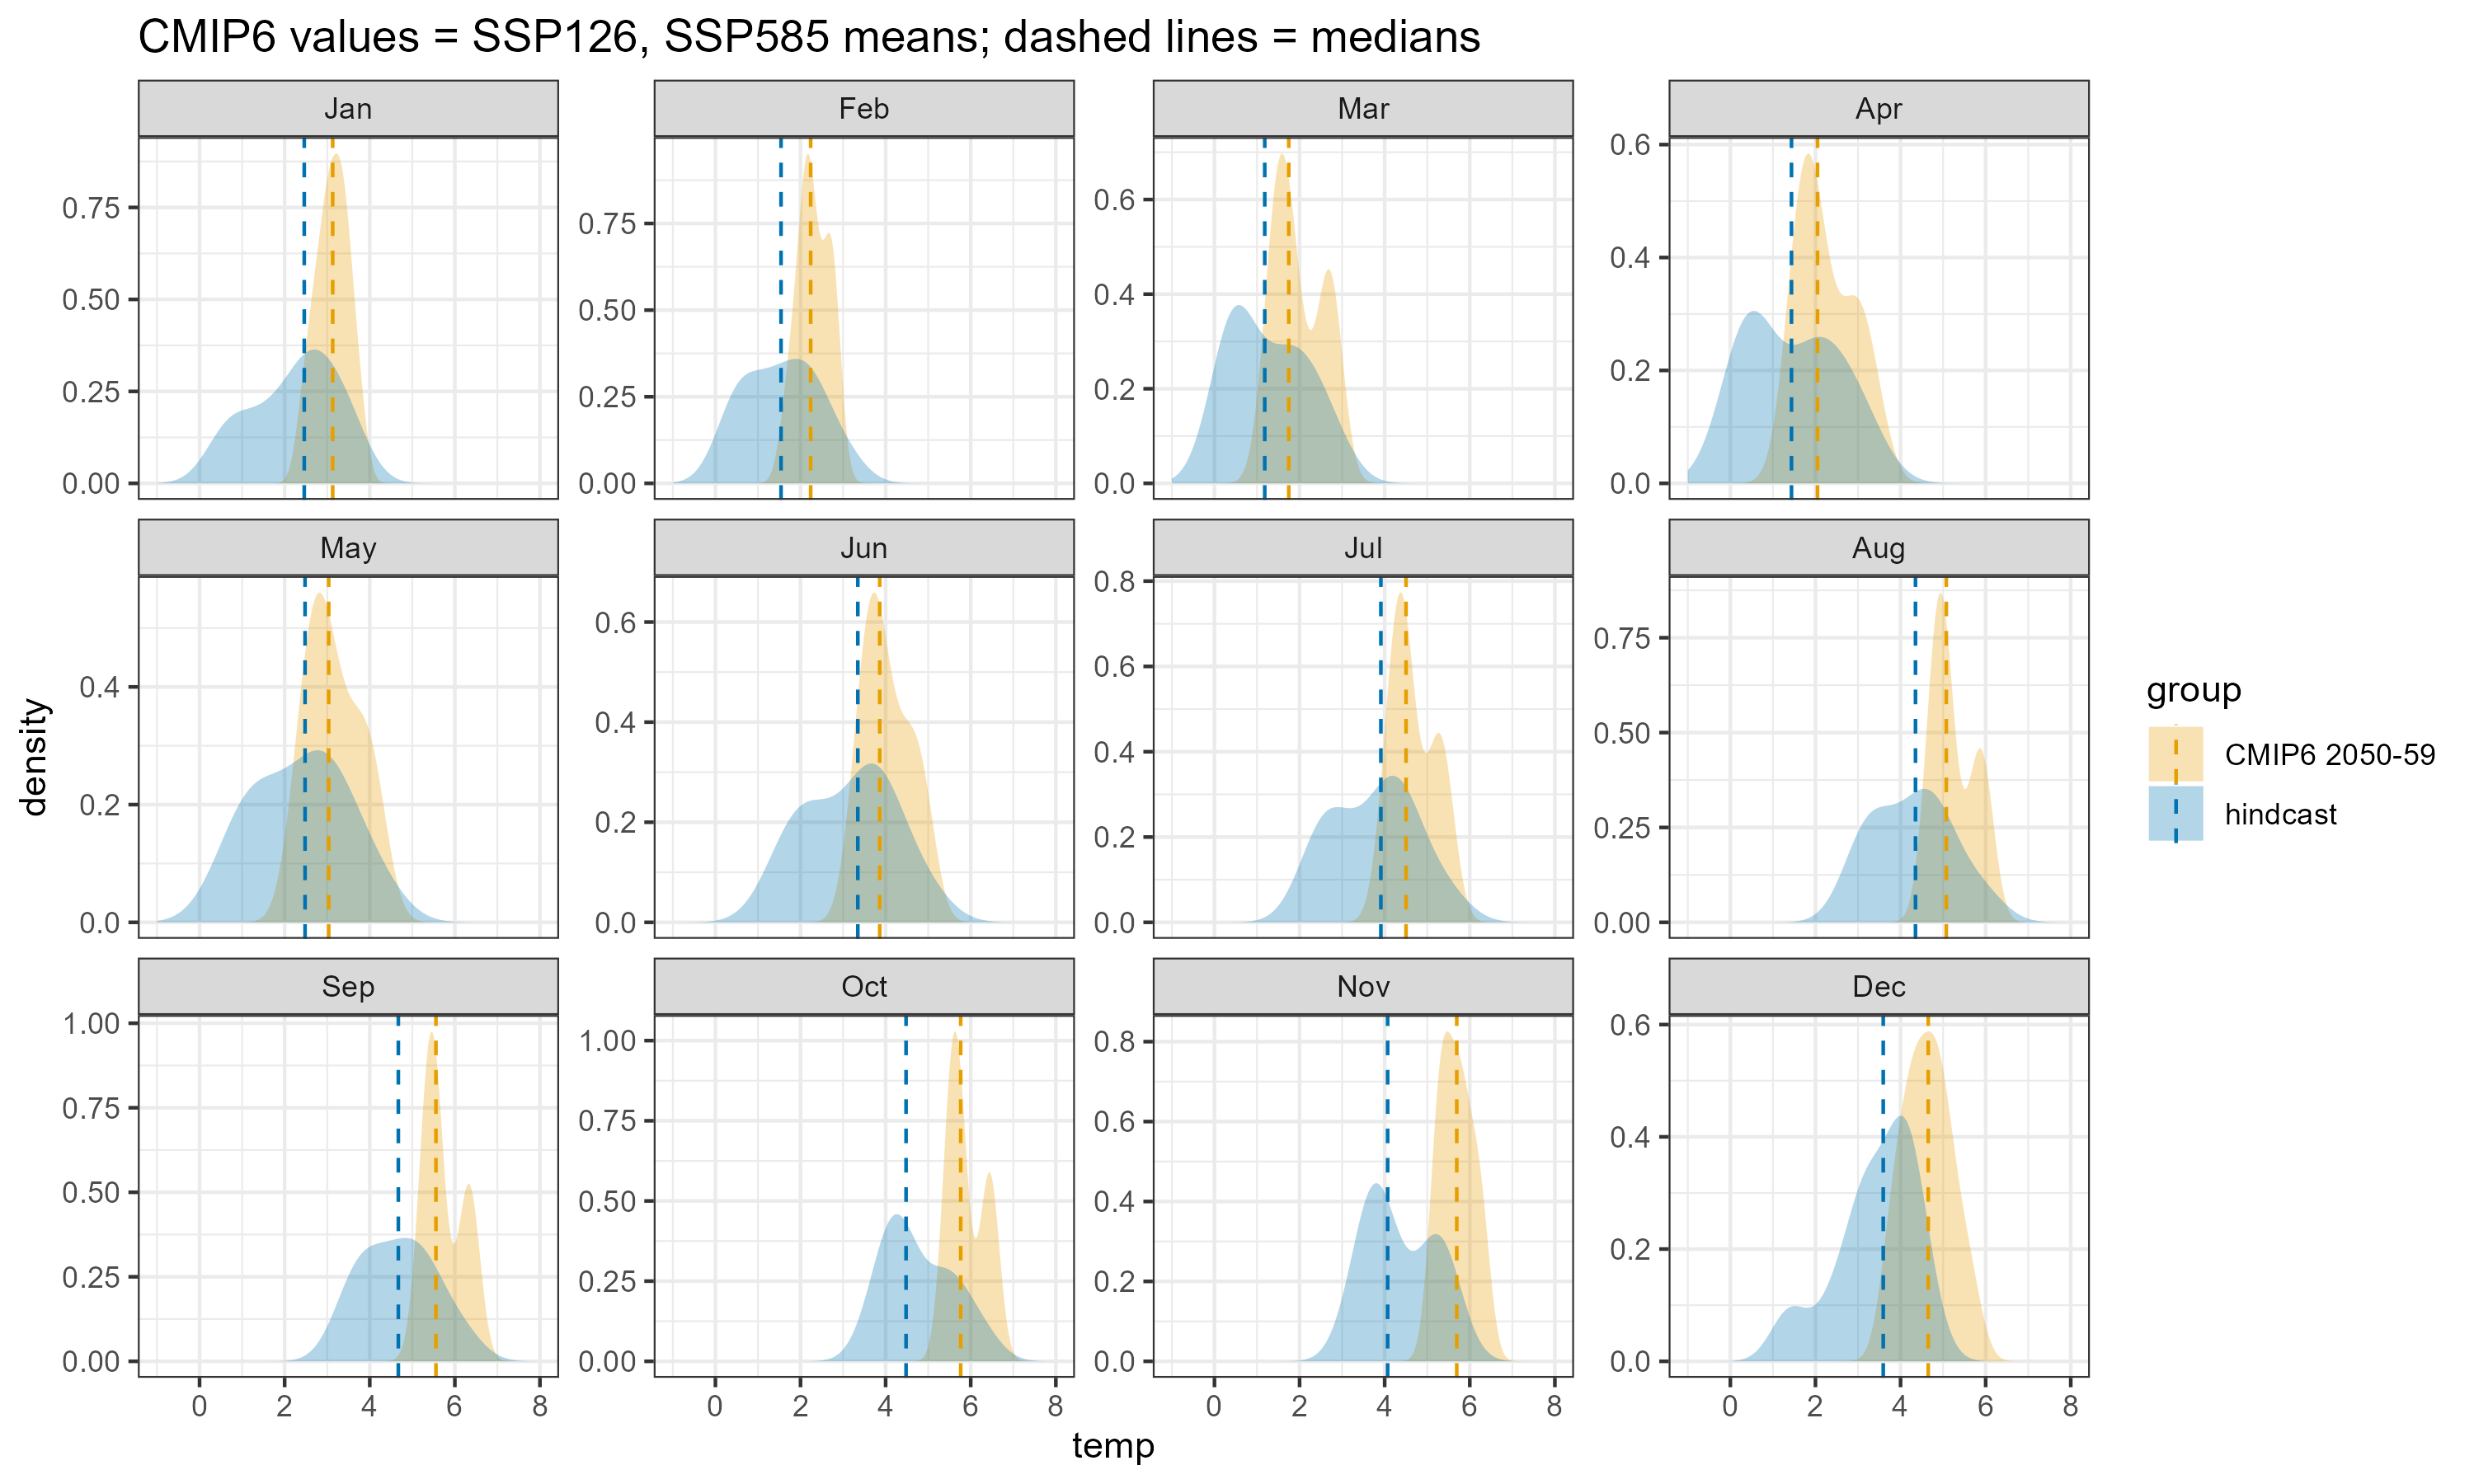 CMIP6 values = SSP126, SSP585 means; dashed lines = medians
Jan
Feb
Mar
Apr
0.75
0.50
0.25
0.00
0.75
0.50
0.25
0.00
0.6
0.4
0.2
0.0
0.6
0.4
0.2
0.0
May
Jun
Jul
Aug
0.4
0.2
0.0
0.6
0.4
0.2
0.0
0.8
0.6
0.4
0.2
0.0
0.75
0.50
0.25
0.00
Sep
Oct
Nov
Dec
1.00
0.75
0.50
0.25
0.00
1.00
0.75
0.50
0.25
0.00
0.8
0.6
0.4
0.2
0.0
0.6
0.4
0.2
0.0
0 2 4 6 8
0 2 4 6 8
0 2 4 6 8
0 2 4 6 8
temp
density
group
CMIP6 2050-59
hindcast